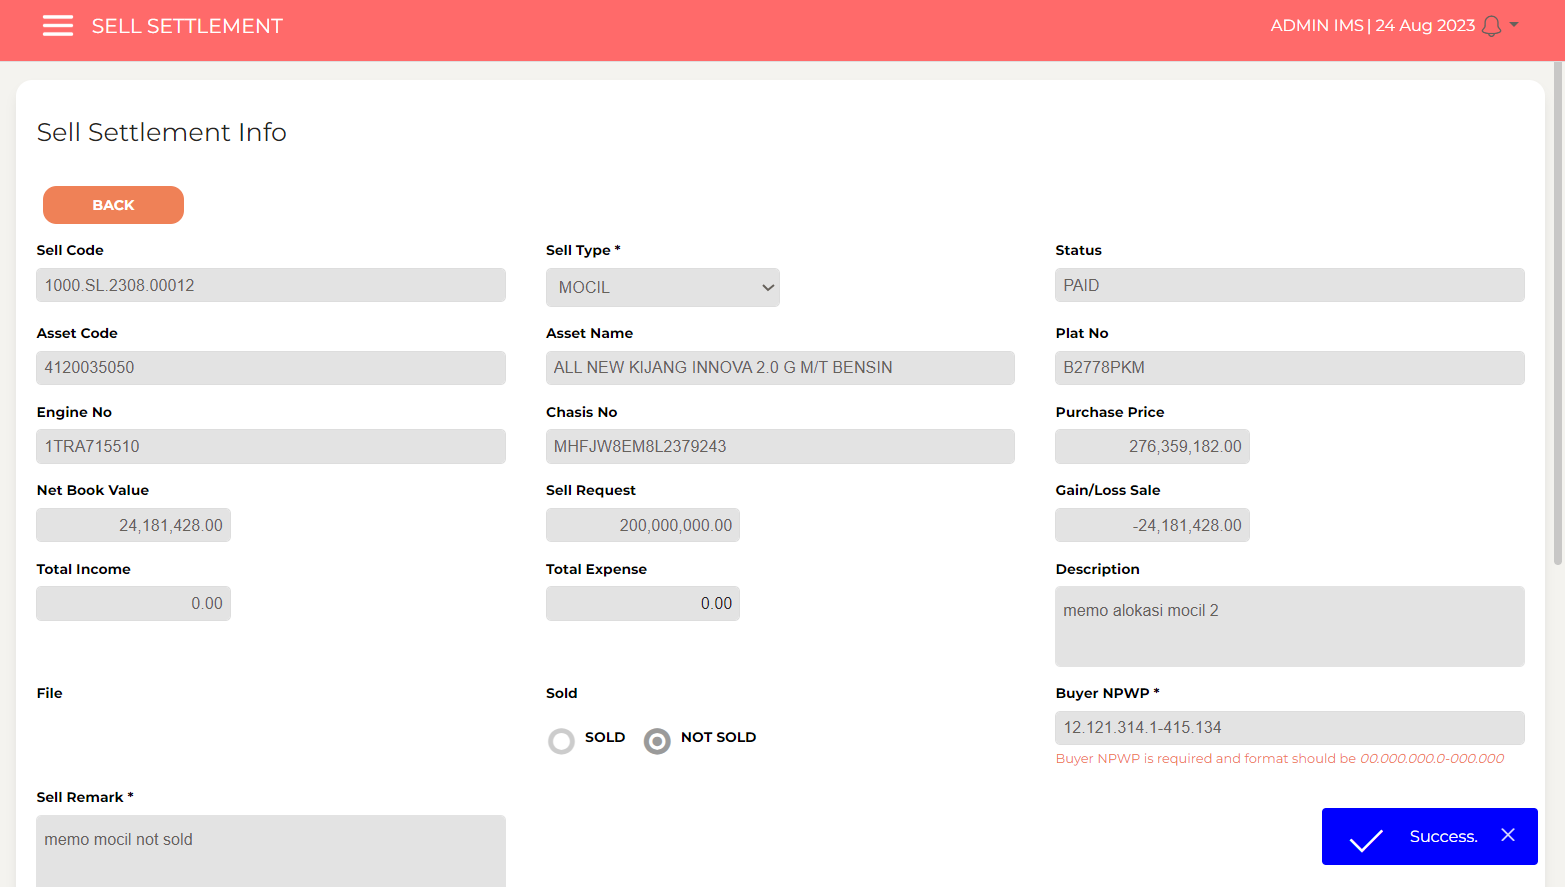 SELL SETTLEMENT
ADMIN IMS | 24 Aug 2023
Sell Settlement Info
BACK
Sell Code
Sell Type *
Status
1000.SL.2308.00012
MOCIL
PAID
Asset Code
Asset Name
Plat No
4120035050
ALL NEW KIJANG INNOVA 2.0 G M/T BENSIN
B2778PKM
Engine No
Chasis No
Purchase Price
1TRA715510
MHFJW8EM8L2379243
276,359,182.00
Net Book Value
Sell Request
Gain/Loss Sale
24,181,428.00
200,000,000.00
-24,181,428.00
Total Income
Total Expense
Description
0.00
0.00
memo alokasi mocil 2
File
Sold
Buyer NPWP *
SOLD
NOT SOLD
12.121.314.1-415.134
Buyer NPWP is required and format should be 00.000.000.0-000.000
Sell Remark *
memo mocil not sold
Success.